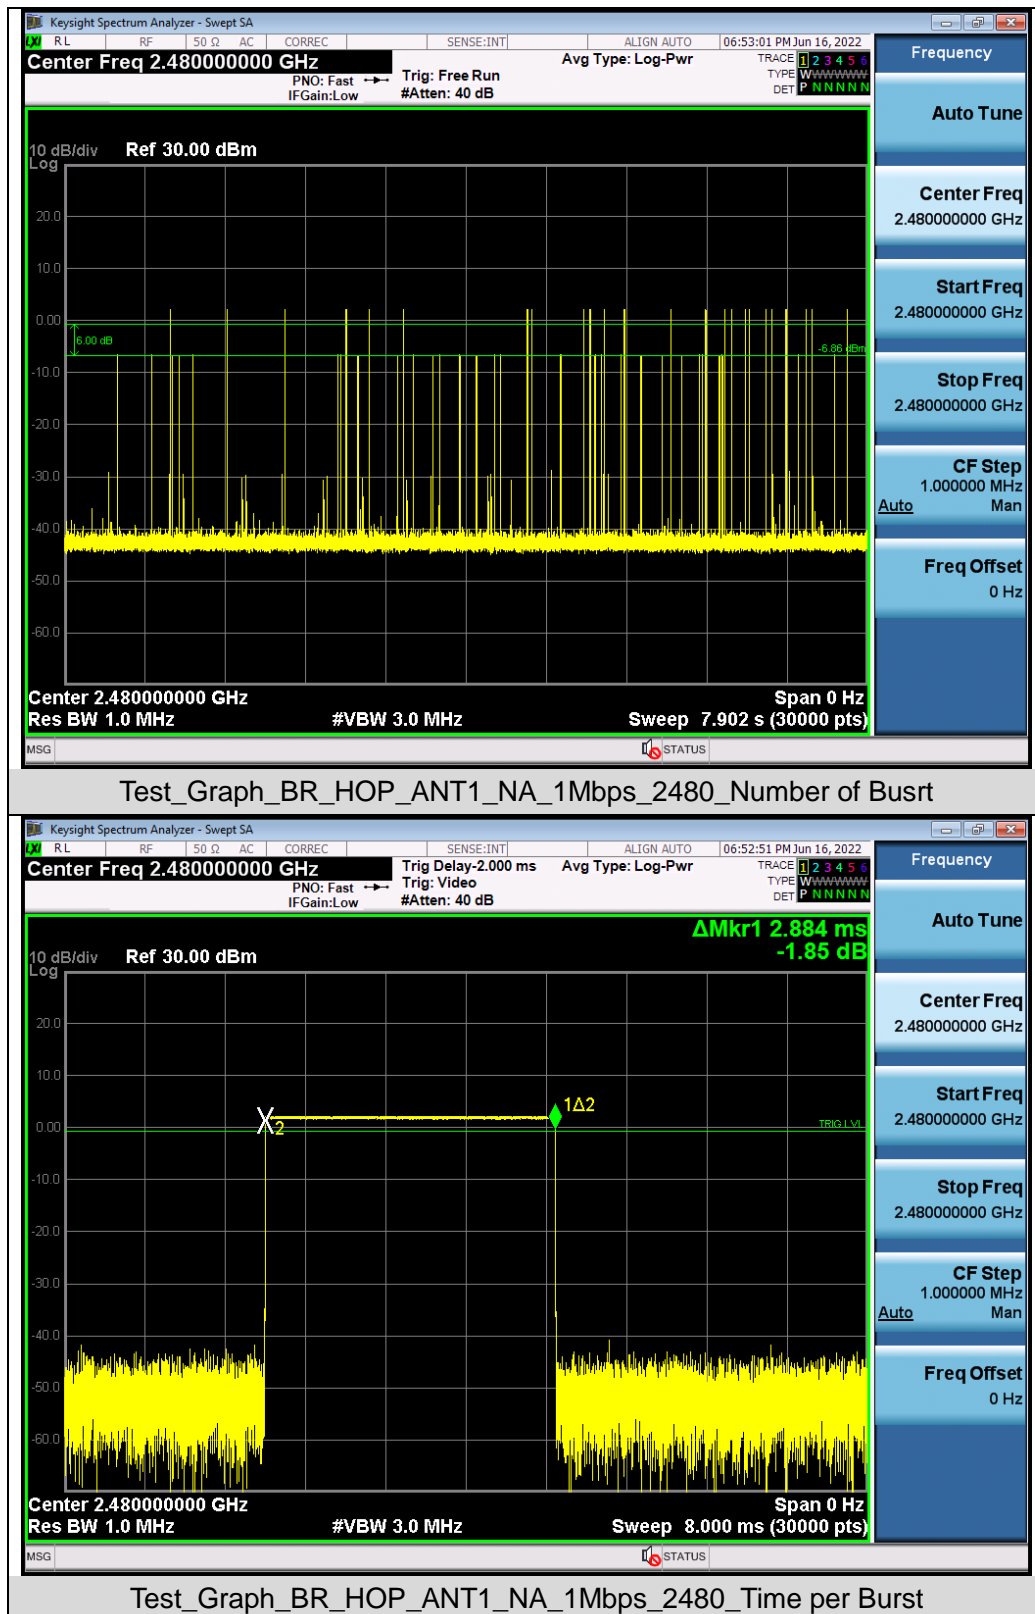 Keysight Spectrum Analyzer - Swept SA
LXI RL RF 50 Ω AC CORREC SENSE:INT ALIGN AUTO 06:53:01 PM Jun 16, 2022
Center Freq 2.480000000 GHz
PNO: Fast
IFGain:Low
Trig: Free Run
#Atten: 40 dB
Avg Type: Log-Pwr
TRACE 1 2 3 4 5 6
TYPE WWWWWW
DET P N N N N N
10 dB/div
Log
Ref 30.00 dBm
20.0
10.0
0.00
6.00 dB
-6.86 dBm
-10.0
-20.0
-30.0
-40.0
-50.0
-60.0
Center 2.480000000 GHz
Span 0 Hz
Res BW 1.0 MHz
#VBW 3.0 MHz
Sweep 7.902 s (30000 pts)
MSG
STATUS
Frequency
Auto Tune
Center Freq
2.480000000 GHz
Start Freq
2.480000000 GHz
Stop Freq
2.480000000 GHz
CF Step
1.000000 MHz
Auto Man
Freq Offset
0 Hz
Test_Graph_BR_HOP_ANT1_NA_1Mbps_2480_Number of Busrt
Keysight Spectrum Analyzer - Swept SA
LXI RL RF 50 Ω AC CORREC SENSE:INT ALIGN AUTO 06:52:51 PM Jun 16, 2022
Center Freq 2.480000000 GHz
PNO: Fast
IFGain:Low
Trig Delay-2.000 ms
Trig: Video
#Atten: 40 dB
Avg Type: Log-Pwr
TRACE 1 2 3 4 5 6
TYPE WWWWWW
DET P N N N N N
ΔMkr1 2.884 ms
-1.85 dB
10 dB/div
Log
Ref 30.00 dBm
20.0
10.0
1Δ2
2
0.00
TRIG LVL
-10.0
-20.0
-30.0
-40.0
-50.0
-60.0
Center 2.480000000 GHz
Span 0 Hz
Res BW 1.0 MHz
#VBW 3.0 MHz
Sweep 8.000 ms (30000 pts)
MSG
STATUS
Frequency
Auto Tune
Center Freq
2.480000000 GHz
Start Freq
2.480000000 GHz
Stop Freq
2.480000000 GHz
CF Step
1.000000 MHz
Auto Man
Freq Offset
0 Hz
Test_Graph_BR_HOP_ANT1_NA_1Mbps_2480_Time per Burst